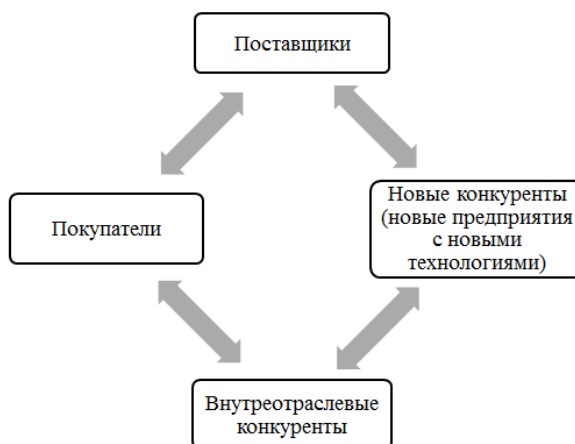 Поставщики
Покупатели
Новые конкуренты
(новые предприятия
с новыми
технологиями)
Внутреотраслевые
конкуренты